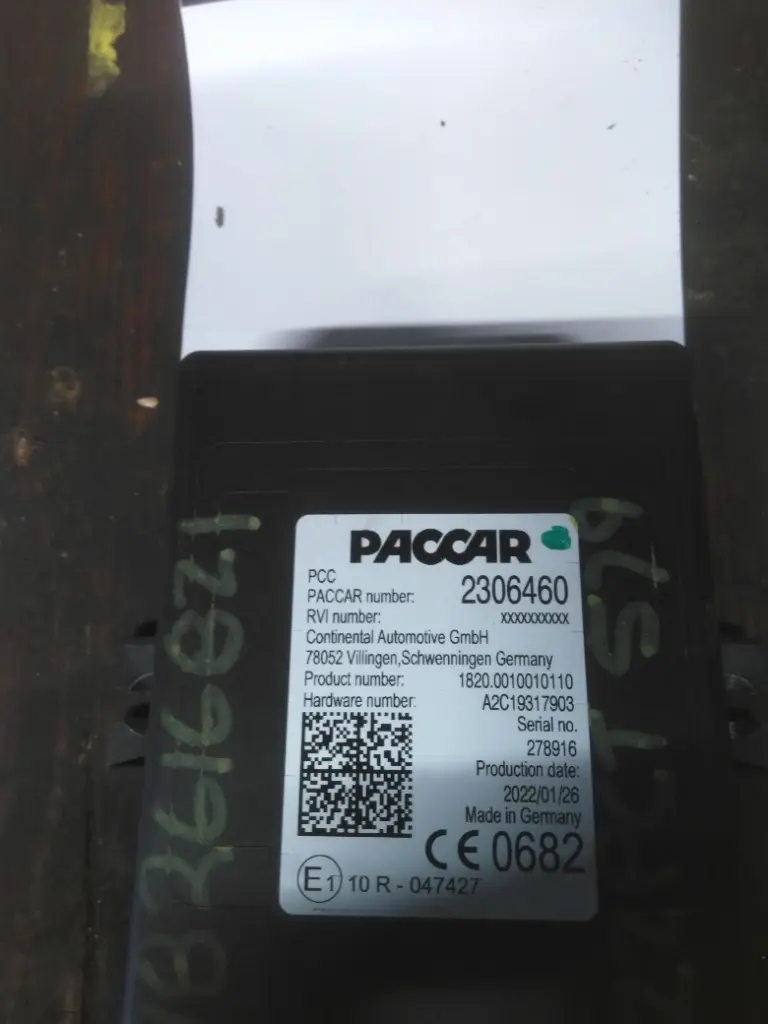 PACCAR
PCC
PACCAR number: 2306460
RVI number: xxxxxxxxxx
Continental Automotive GmbH
78052 Villingen,Schwenningen Germany
Product number: 1820.0010010110
Hardware number: A2C19317903
Serial no.
278916
Production date:
2022/01/26
Made in Germany
CE 0682
E1 10 R - 047427